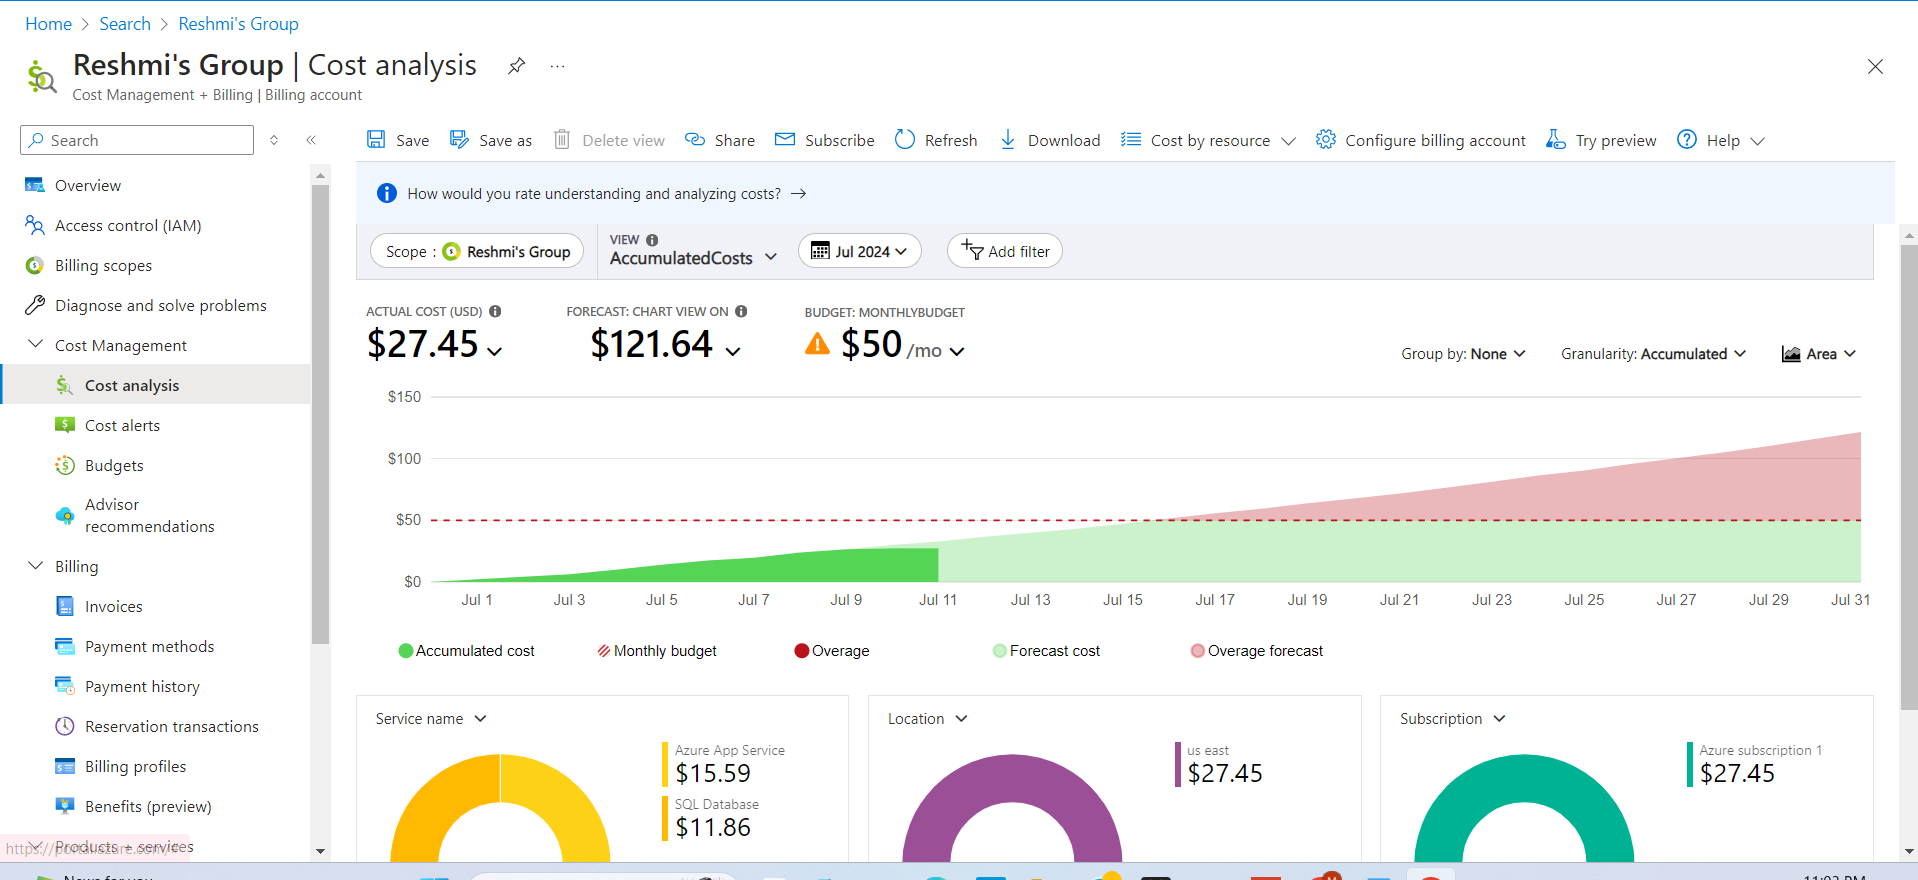 Home > Search > Reshmi's Group
Reshmi's Group | Cost analysis
Cost Management + Billing | Billing account
Search
Overview
Access control (IAM)
Billing scopes
Diagnose and solve problems
Cost Management
Cost analysis
Cost alerts
Budgets
Advisor
recommendations
Billing
Invoices
Payment methods
Payment history
Reservation transactions
Billing profiles
Benefits (preview)
Products + services
Save Save as Delete view Share Subscribe Refresh Download Cost by resource Configure billing account Try preview Help
How would you rate understanding and analyzing costs? →
Scope : Reshmi's Group
VIEW
AccumulatedCosts
Jul 2024
Add filter
ACTUAL COST (USD)
$27.45
FORECAST: CHART VIEW ON
$121.64
BUDGET: MONTHLYBUDGET
$50 /mo
Group by: None Granularity: Accumulated Area
$150
$100
$50
$0
Jul 1 Jul 3 Jul 5 Jul 7 Jul 9 Jul 11 Jul 13 Jul 15 Jul 17 Jul 19 Jul 21 Jul 23 Jul 25 Jul 27 Jul 29 Jul 31
Accumulated cost Monthly budget Overage Forecast cost Overage forecast
Service name
Azure App Service
$15.59
SQL Database
$11.86
Location
us east
$27.45
Subscription
Azure subscription 1
$27.45
News for you
11:03 PM